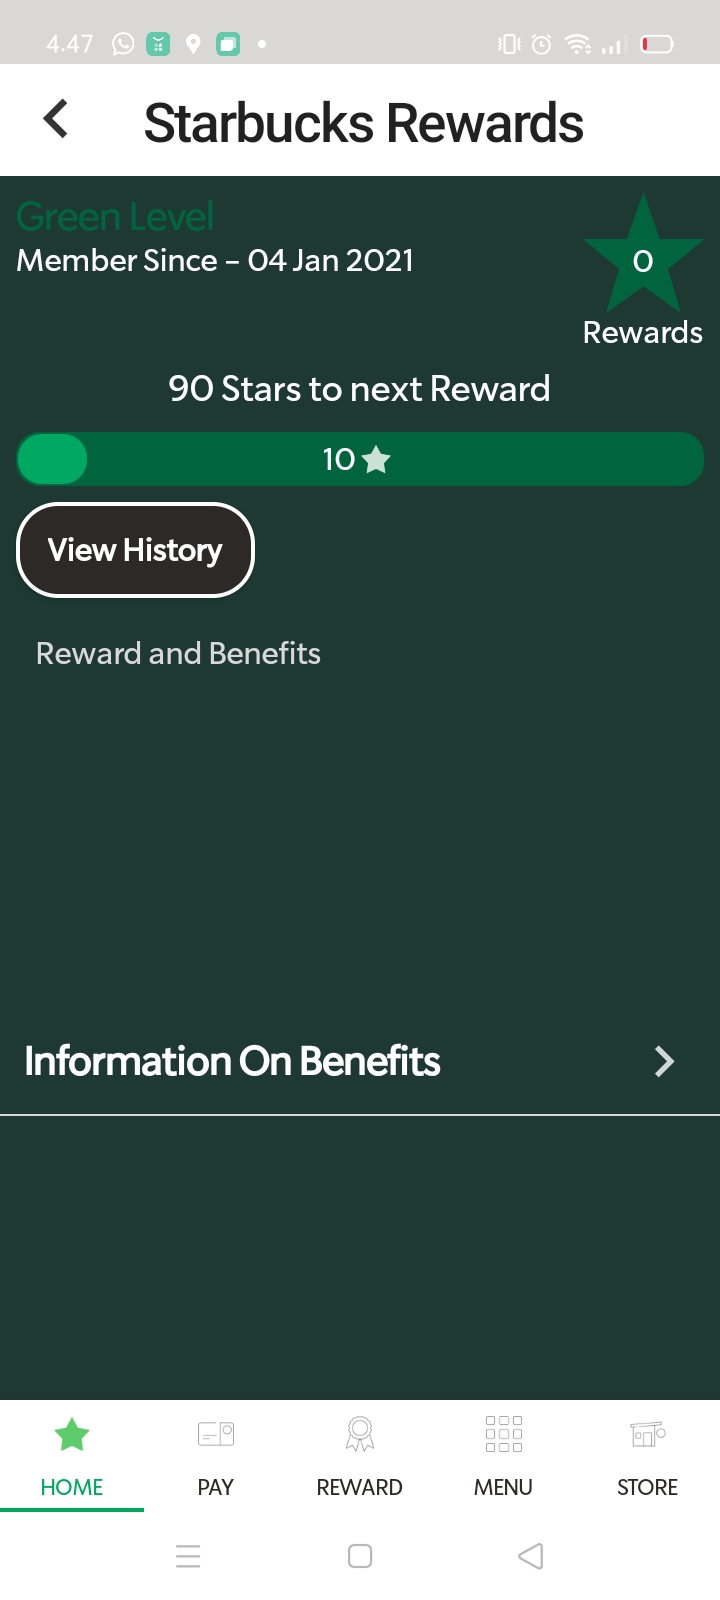 4.47
Starbucks Rewards
Green Level
Member Since – 04 Jan 2021
0
Rewards
90 Stars to next Reward
10
View History
Reward and Benefits
Information On Benefits
HOME PAY REWARD MENU STORE